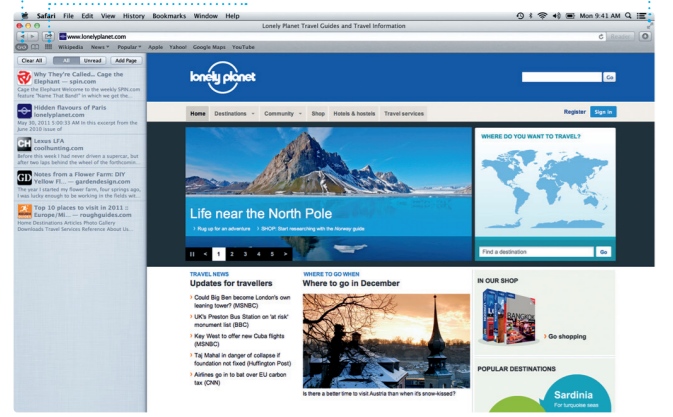 Safari File Edit View History Bookmarks Window Help Mon 9:41 AM
Lonely Planet Travel Guides and Travel Information
www.lonelyplanet.com Reader
Wikipedia News Popular Apple Yahoo! Google Maps YouTube
Clear All All Unread Add Page
Why They're Called... Cage the
Elephant — spin.com
Cage the Elephant Welcome to the weekly SPIN.com
feature "Name That Band!" in which we get the...
Hidden flavours of Paris
lonelyplanet.com
May 30, 2011 5:00:33 AM In this excerpt from the
June 2010 issue of
CH
Lexus LFA
coolhunting.com
Before this week I had never driven a supercar, but
after two laps behind the wheel of the forthcomin...
GD
Notes from a Flower Farm: DIY
Yellow Fl... — gardendesign.com
The year I started my flower farm, four springs ago,
I was lucky enough to be working in the fields wit...
Top 10 places to visit in 2011 ::
Europe/Mi... — roughguides.com
Home Destinations Articles Photo Gallery
Downloads Travel Services Reference About Us...
lonely planet
Go
Home Destinations Community Shop Hotels & hostels Travel services
Register Sign in
Life near the North Pole
› Rug up for an adventure › SHOP: Start researching with the Norway guide
II < 1 2 3 4 5 >
WHERE DO YOU WANT TO TRAVEL?
Find a destination Go
TRAVEL NEWS
Updates for travellers
› Could Big Ben become London's own
leaning tower? (MSNBC)
› UK's Preston Bus Station on 'at risk'
monument list (BBC)
› Key West to offer new Cuba flights
(MSNBC)
› Taj Mahal in danger of collapse if
foundation not fixed (Huffington Post)
› Airlines go in to bat over EU carbon
tax (CNN)
WHERE TO GO WHEN
Where to go in December
Is there a better time to visit Austria than when it's snow-kissed?
IN OUR SHOP
BANGKOK
› Go shopping
POPULAR DESTINATIONS
Sardinia
For turquoise seas